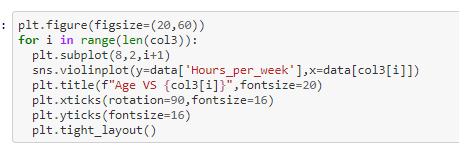 : plt.figure(figsize=(20,60))
for i in range(len(col3)):
  plt.subplot(8,2,i+1)
  sns.violinplot(y=data['Hours_per_week'],x=data[col3[i]])
  plt.title(f"Age VS {col3[i]}",fontsize=20)
  plt.xticks(rotation=90,fontsize=16)
  plt.yticks(fontsize=16)
  plt.tight_layout()